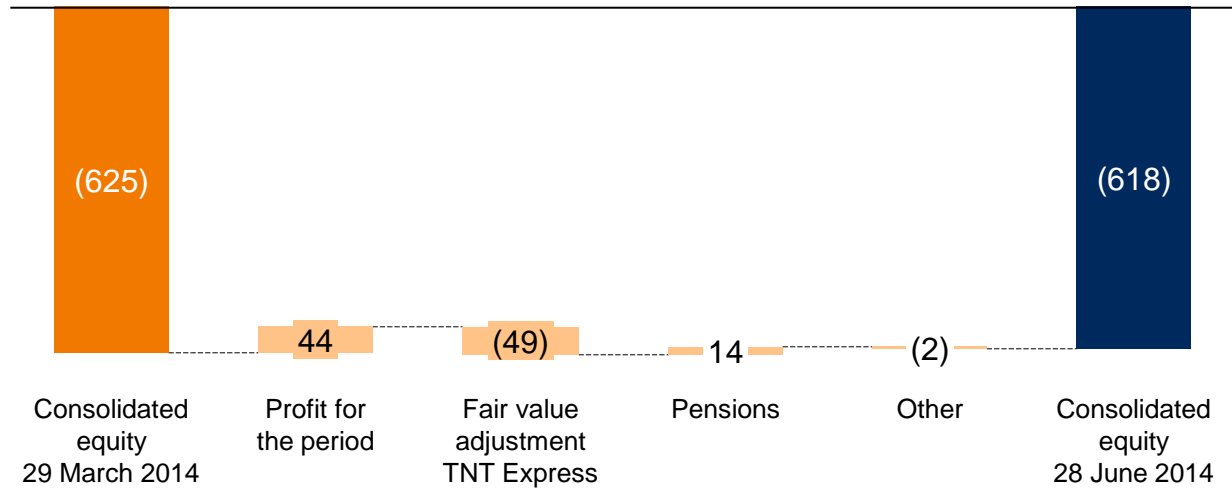 (625)
44
(49)
14
(2)
(618)
Consolidated
equity
29 March 2014
Profit for
the period
Fair value
adjustment
TNT Express
Pensions
Other
Consolidated
equity
28 June 2014